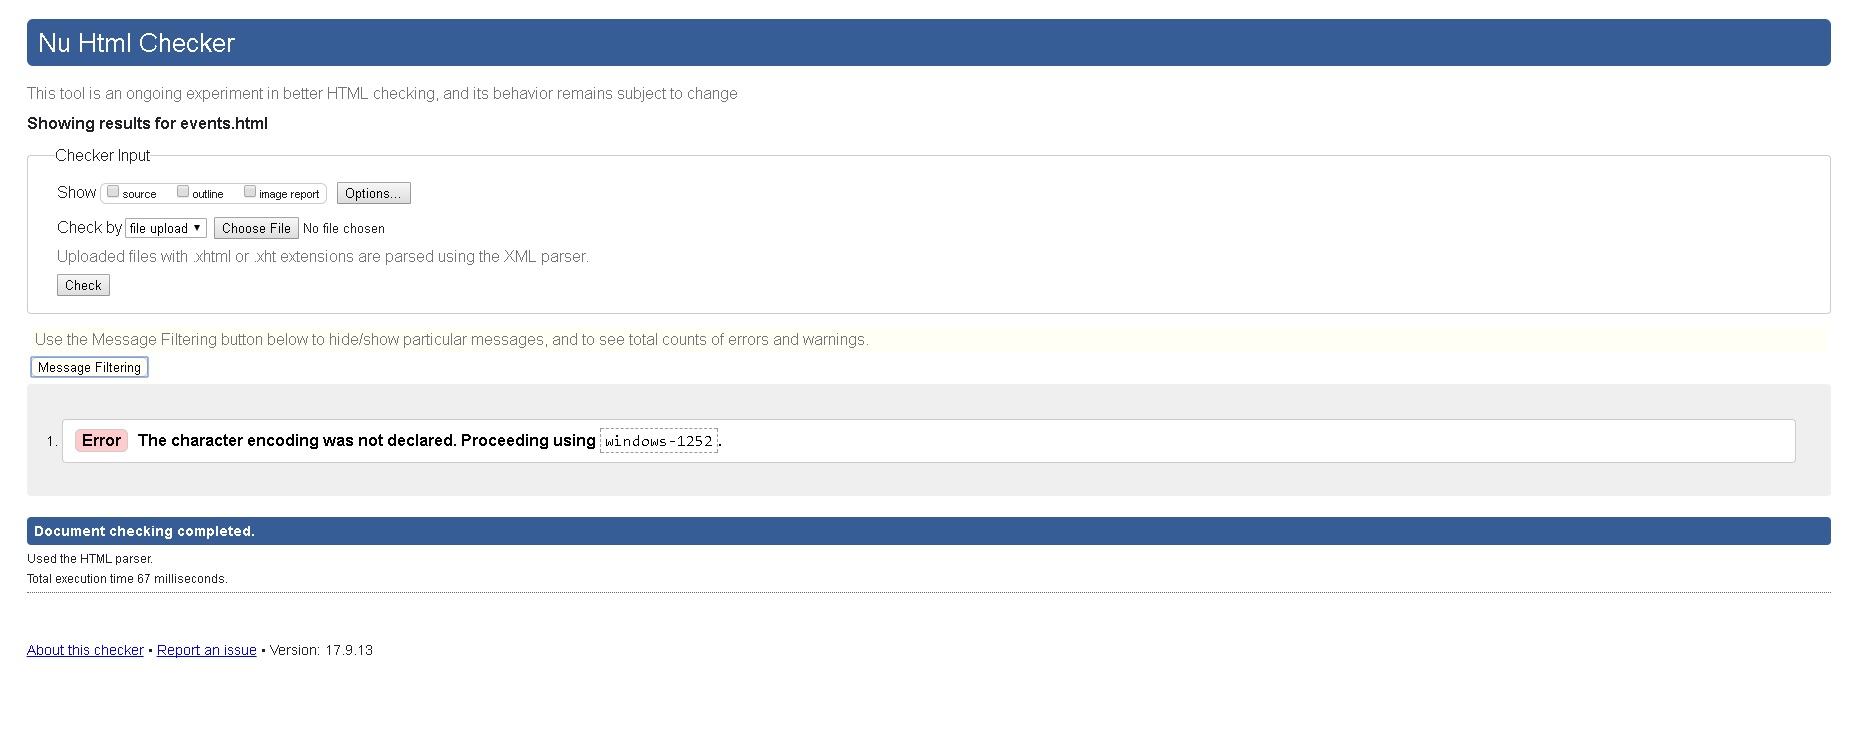 Nu Html Checker
This tool is an ongoing experiment in better HTML checking, and its behavior remains subject to change
Showing results for events.html
Checker Input
Show source outline image report Options...
Check by file upload Choose File No file chosen
Uploaded files with .xhtml or .xht extensions are parsed using the XML parser.
Check
Use the Message Filtering button below to hide/show particular messages, and to see total counts of errors and warnings.
Message Filtering
1. Error The character encoding was not declared. Proceeding using windows-1252.
Document checking completed.
Used the HTML parser.
Total execution time 67 milliseconds.
About this checker • Report an issue • Version: 17.9.13